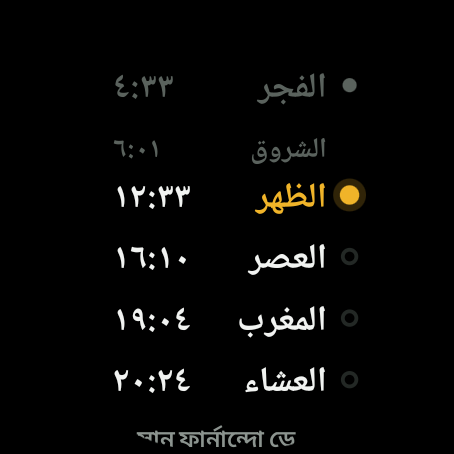 الفجر ٤:٣٣
الشروق ٦:٠١
الظهر ١٢:٣٣
العصر ١٦:١٠
المغرب ١٩:٠٤
العشاء ٢٠:٢٤
ফার্নান্দো ডে